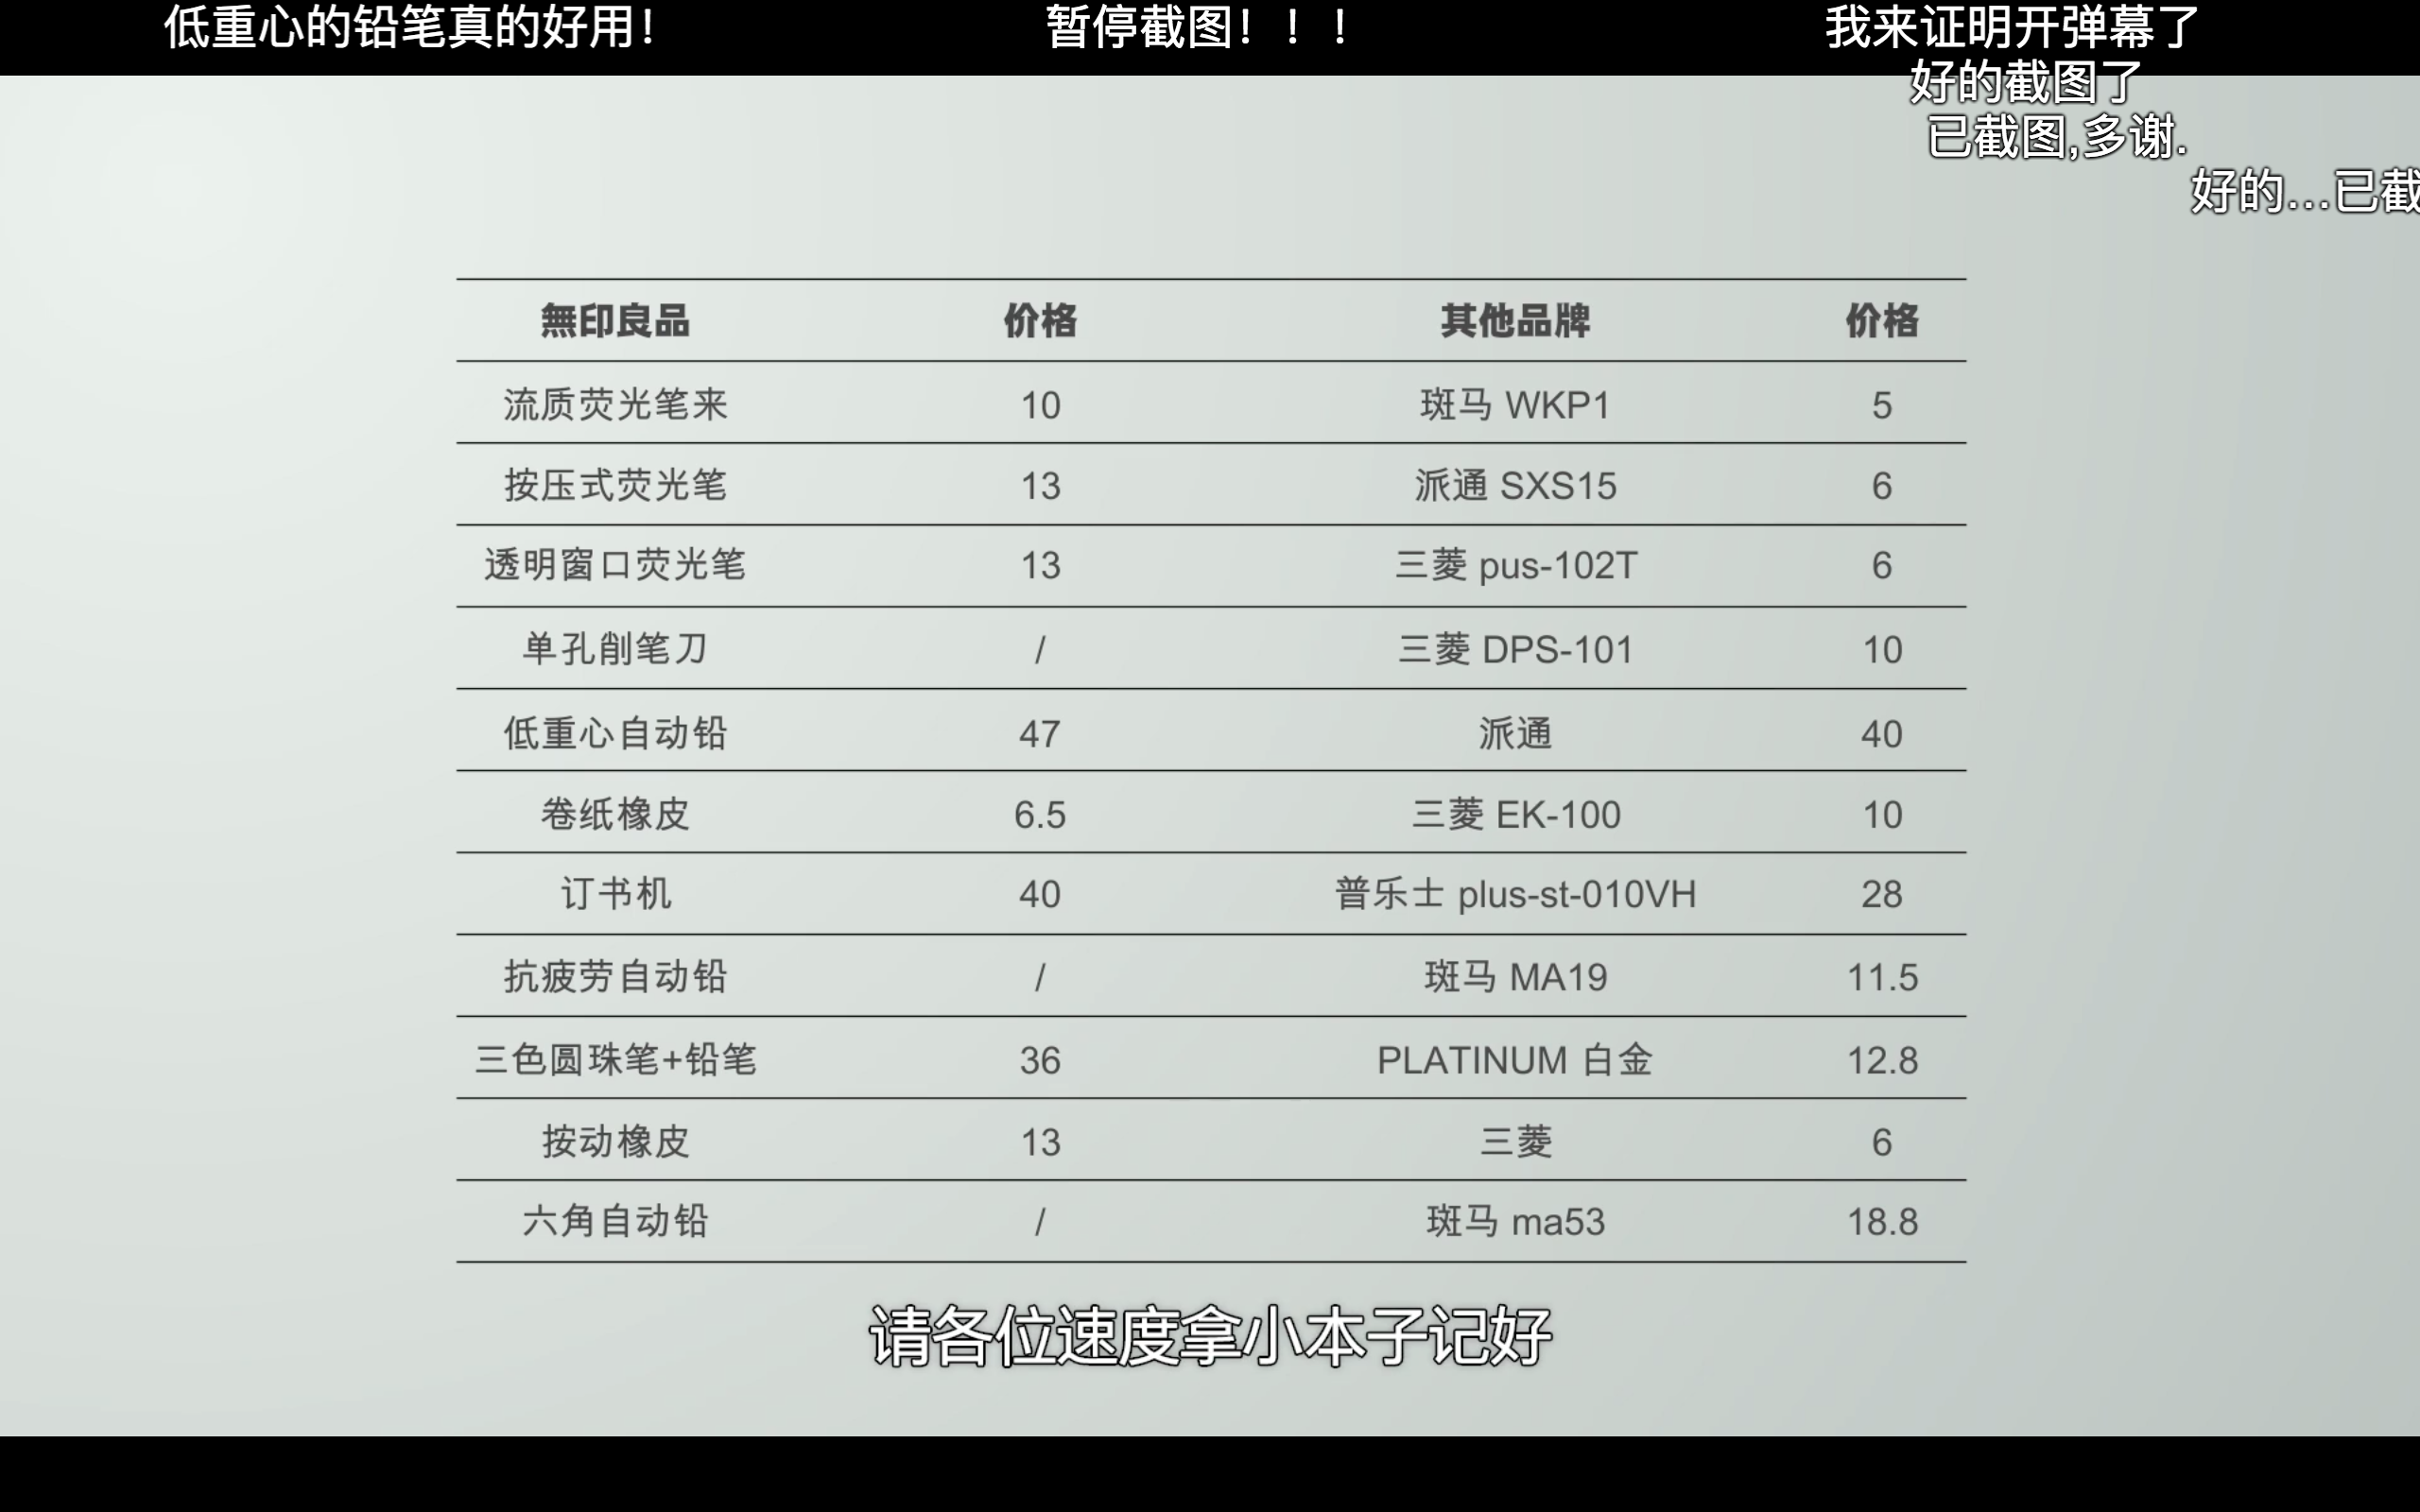 低重心的铅笔真的好用！ 暂停截图！！！ 我来证明开弹幕了
好的截图了
已截图,多谢.
好的...已截
無印良品 价格 其他品牌 价格
流质荧光笔来 10 斑马 WKP1 5
按压式荧光笔 13 派通 SXS15 6
透明窗口荧光笔 13 三菱 pus-102T 6
单孔削笔刀 / 三菱 DPS-101 10
低重心自动铅 47 派通 40
卷纸橡皮 6.5 三菱 EK-100 10
订书机 40 普乐士 plus-st-010VH 28
抗疲劳自动铅 / 斑马 MA19 11.5
三色圆珠笔+铅笔 36 PLATINUM 白金 12.8
按动橡皮 13 三菱 6
六角自动铅 / 斑马 ma53 18.8
请各位速度拿小本子记好